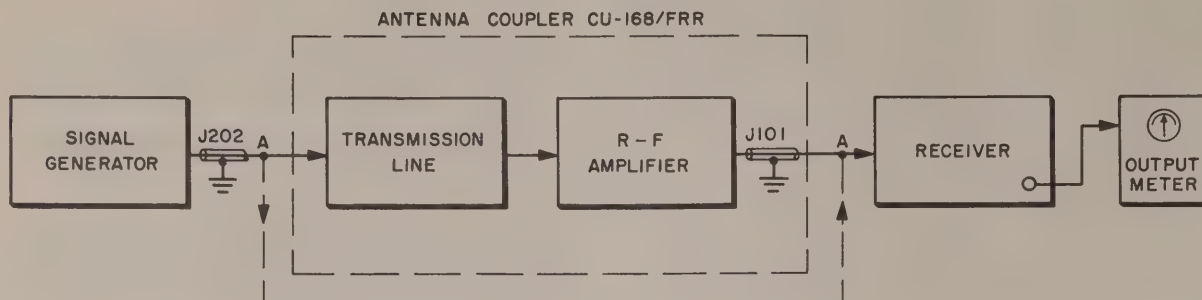 ANTENNA COUPLER CU-168/FRR
SIGNAL
GENERATOR
J202
A
TRANSMISSION
LINE
R-F
AMPLIFIER
J101
A
RECEIVER
OUTPUT
METER